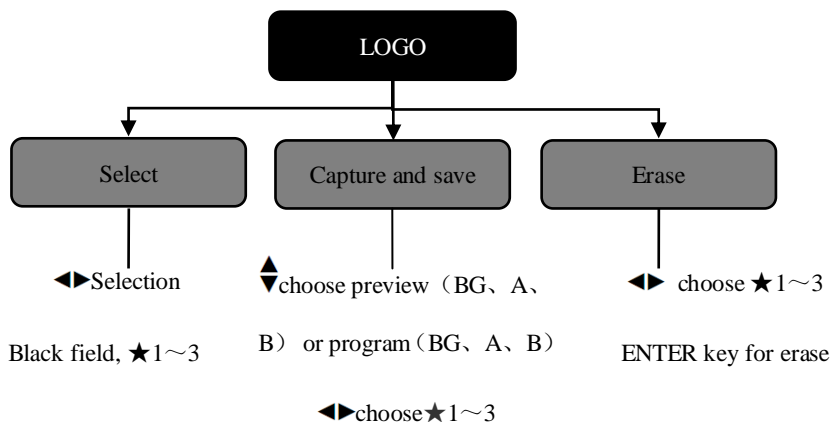 LOGO
Select
Capture and save
Erase
◀▶Selection
Black field, ★1～3
▲
▼choose preview（BG、A、
B） or program（BG、A、B）
◀▶choose★1～3
◀▶ choose ★1～3
ENTER key for erase